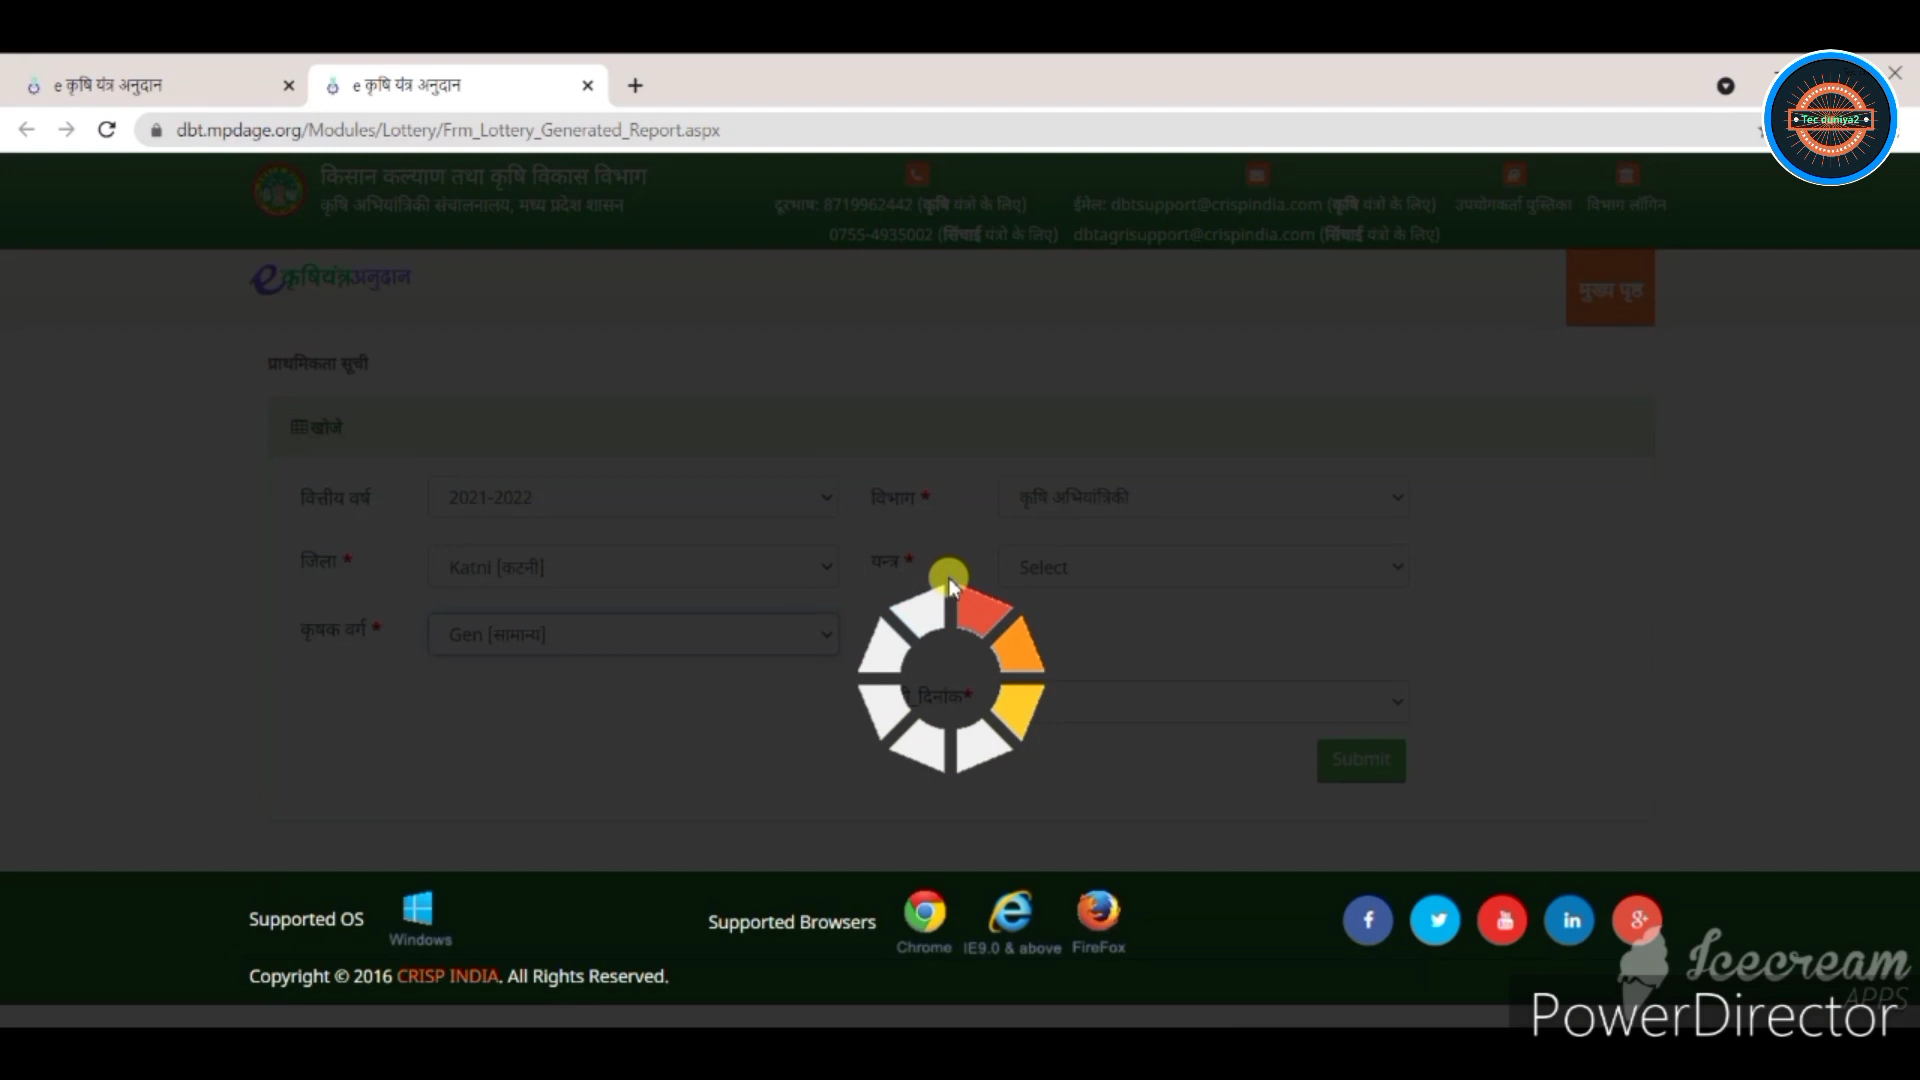 e कृषि यंत्र अनुदान
e कृषि यंत्र अनुदान
dbt.mpdage.org/Modules/Lottery/Frm_Lottery_Generated_Report.aspx
Tec duniya2
किसान कल्याण तथा कृषि विकास विभाग
कृषि अभियांत्रिकी संचालनालय, मध्य प्रदेश शासन
दूरभाष: 8719962442 (कृषि यंत्रो के लिए)
0755-4935002 (सिंचाई यंत्रो के लिए)
ईमेल: dbtsupport@crispindia.com (कृषि यंत्रो के लिए)
dbtagrisupport@crispindia.com (सिंचाई यंत्रो के लिए)
उपयोगकर्ता पुस्तिका
विभाग लॉगिन
e कृषियंत्रअनुदान
मुख्य पृष्ठ
प्राथमिकता सूची
खोजे
वित्तीय वर्ष 2021-2022 विभाग * कृषि अभियांत्रिकी
जिला * Katni [कटनी] यन्त्र * Select
कृषक वर्ग * Gen [सामान्य]
_दिनांक*
Submit
Supported OS
Windows
Supported Browsers
Chrome IE9.0 & above FireFox
Copyright © 2016 CRISP INDIA. All Rights Reserved.
Icecream
APPS
PowerDirector